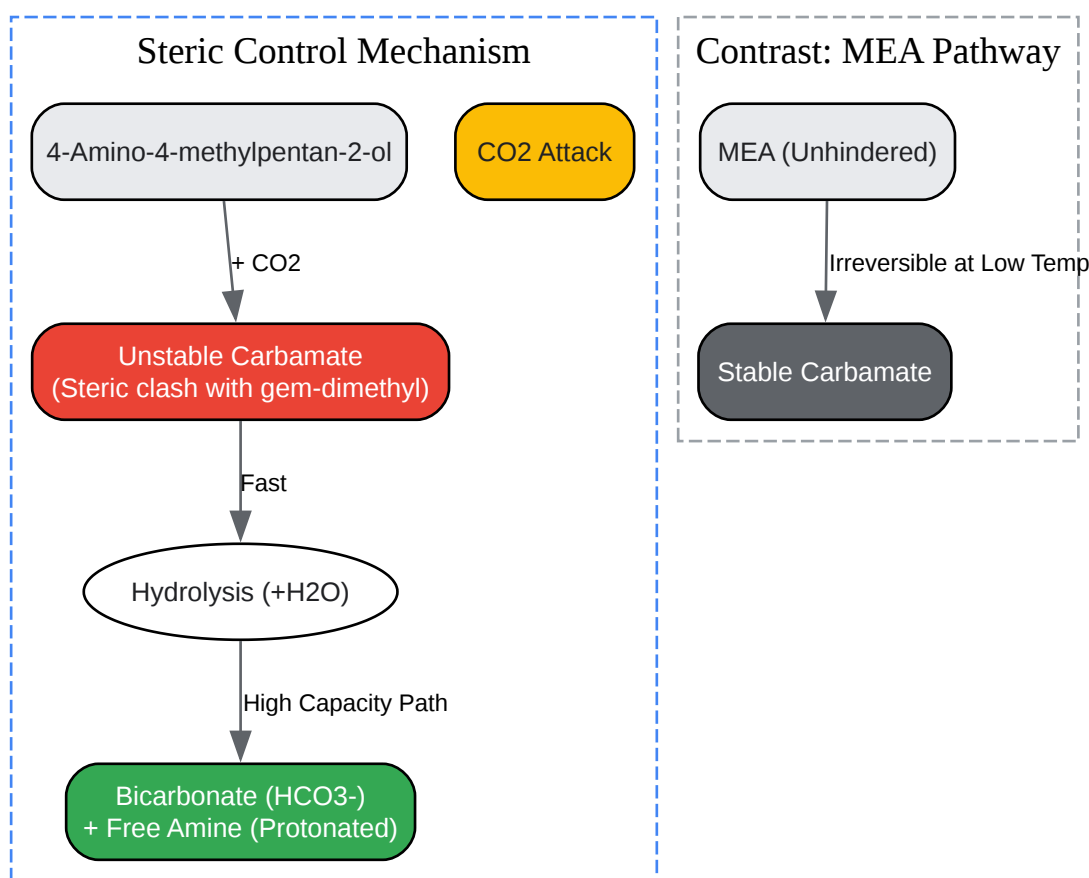 Steric Control Mechanism
4-Amino-4-methylpentan-2-ol
CO2 Attack
+ CO2
Unstable Carbamate
(Steric clash with gem-dimethyl)
Fast
Hydrolysis (+H2O)
High Capacity Path
Bicarbonate (HCO3-)
+ Free Amine (Protonated)
Contrast: MEA Pathway
MEA (Unhindered)
Irreversible at Low Temp
Stable Carbamate